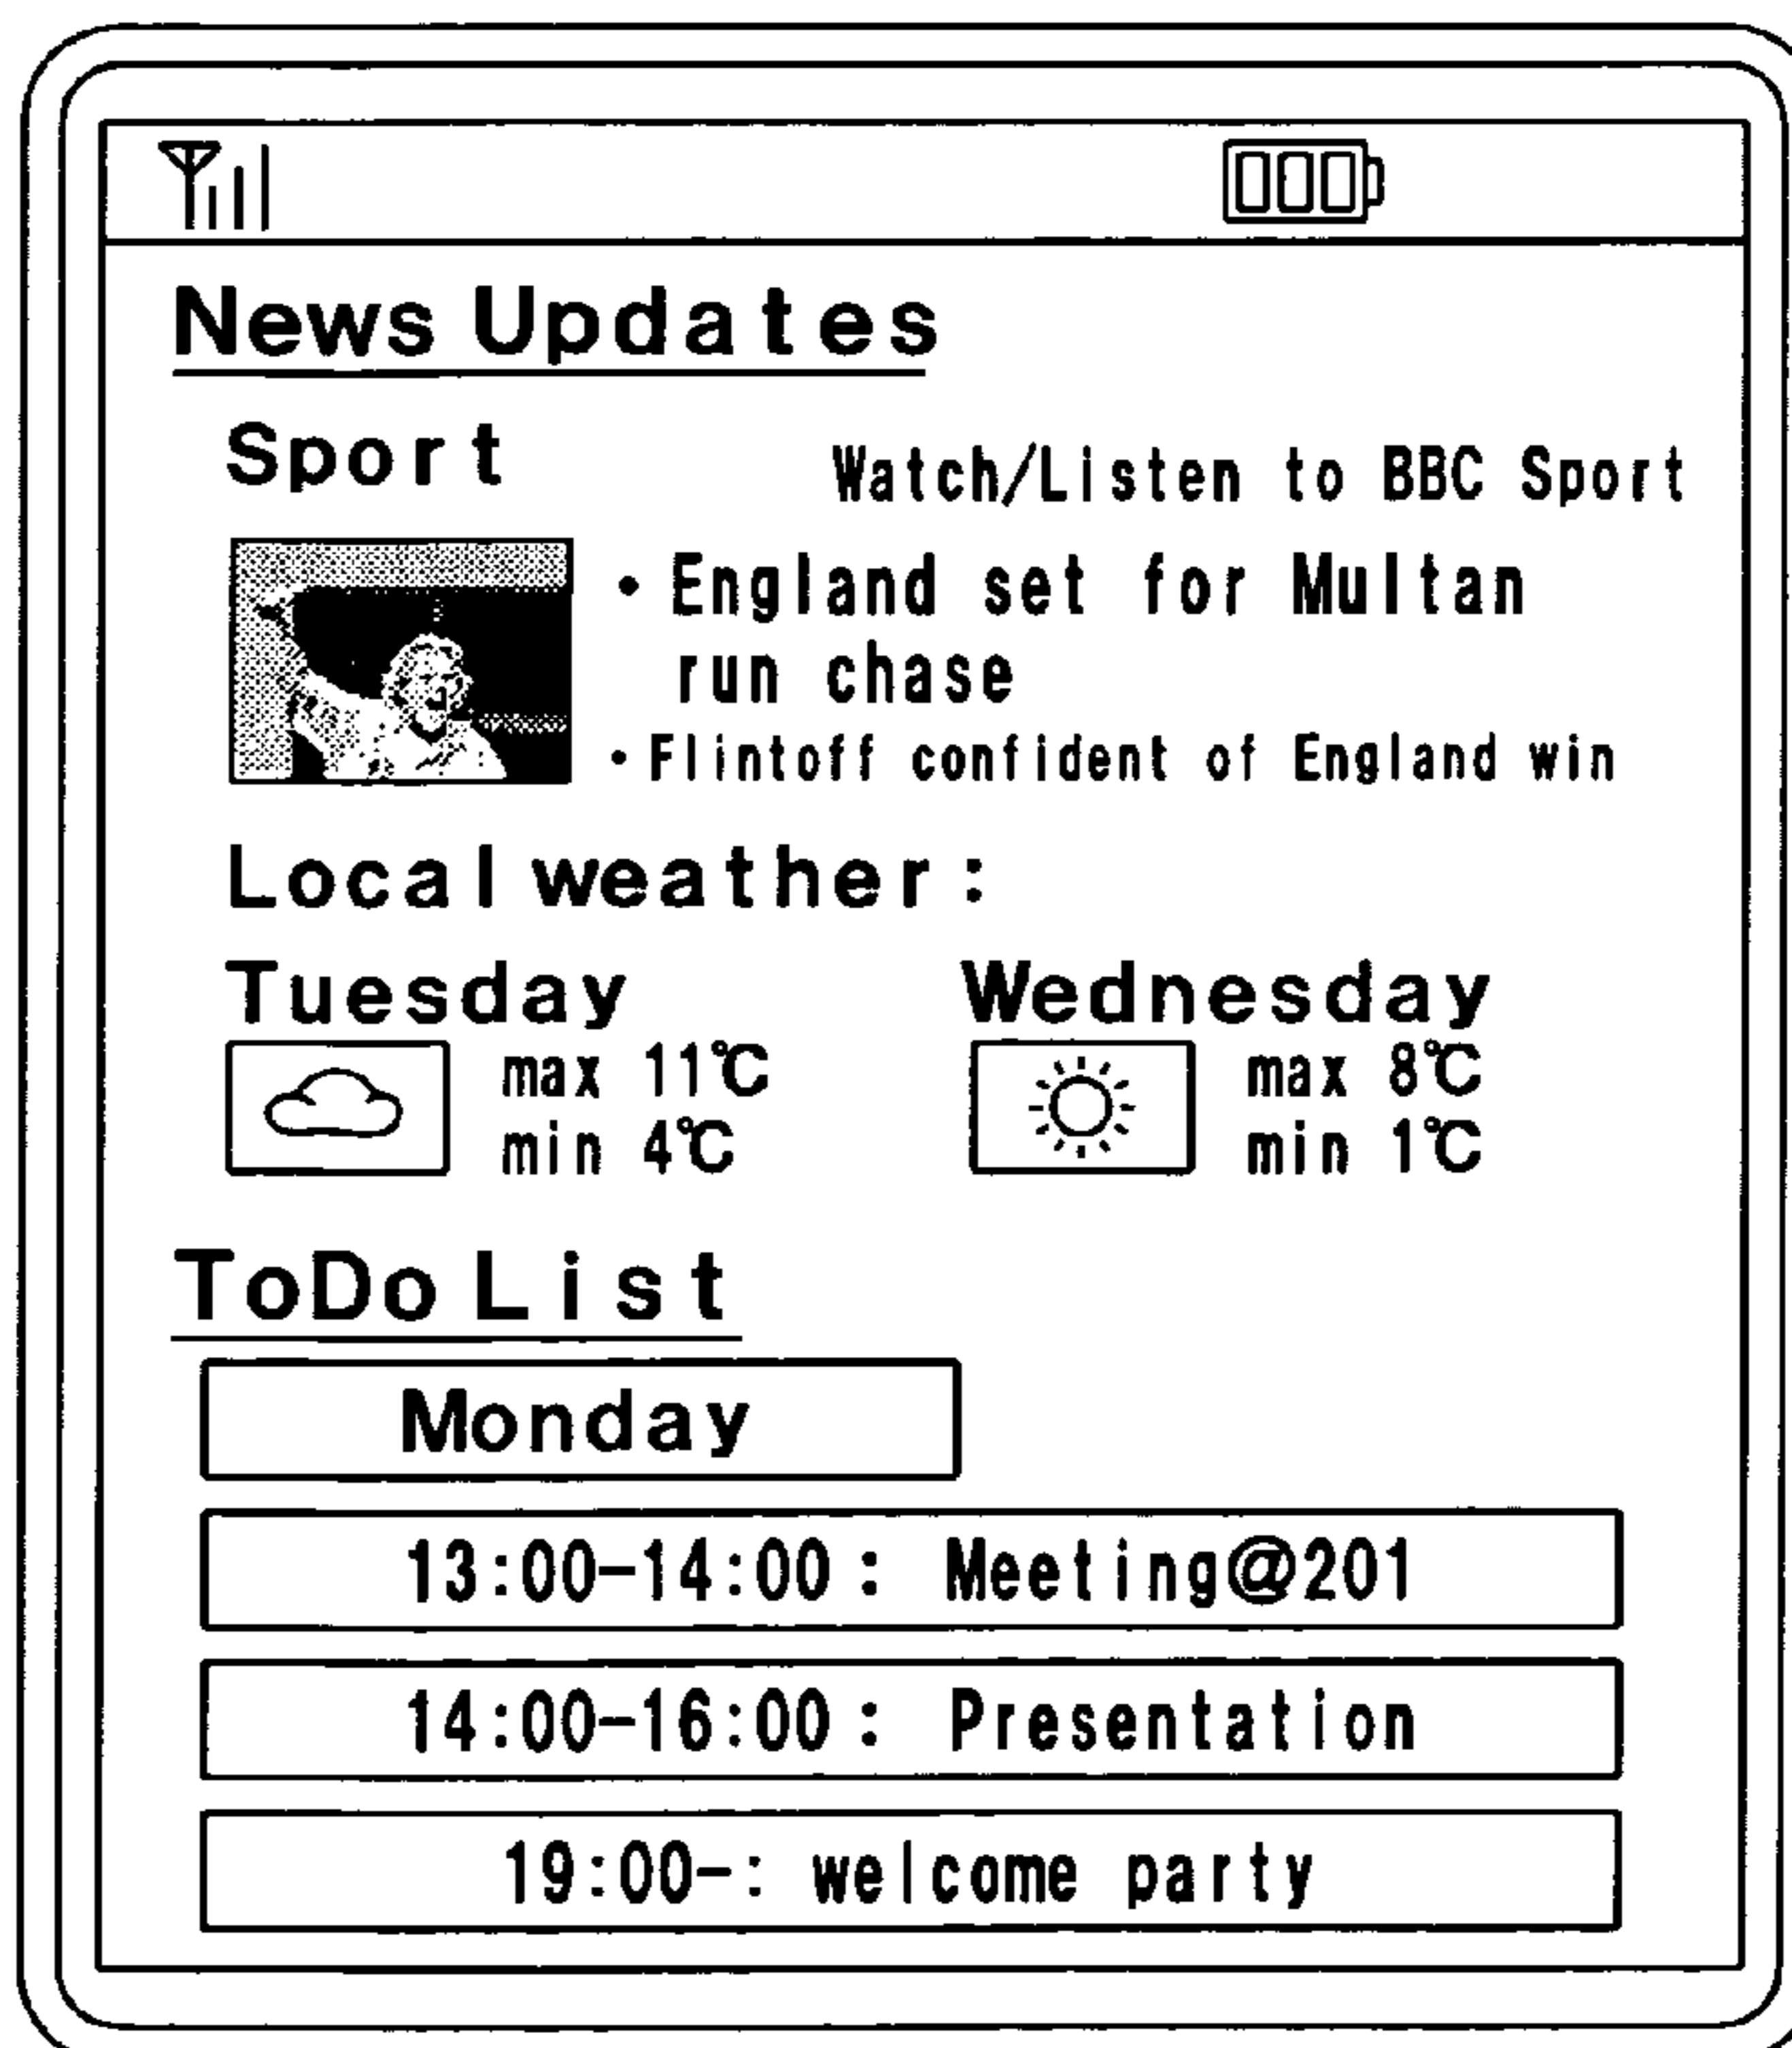 News Updates
Sport
Watch/Listen to BBC Sport
• England set for Multan
run chase
• Flintoff confident of England win
Local weather:
Tuesday
Wednesday
max 11℃
max 8℃
min 4℃
min 1℃
ToDo List
Monday
13:00-14:00 : Meeting@201
14:00-16:00 : Presentation
19:00-: welcome party